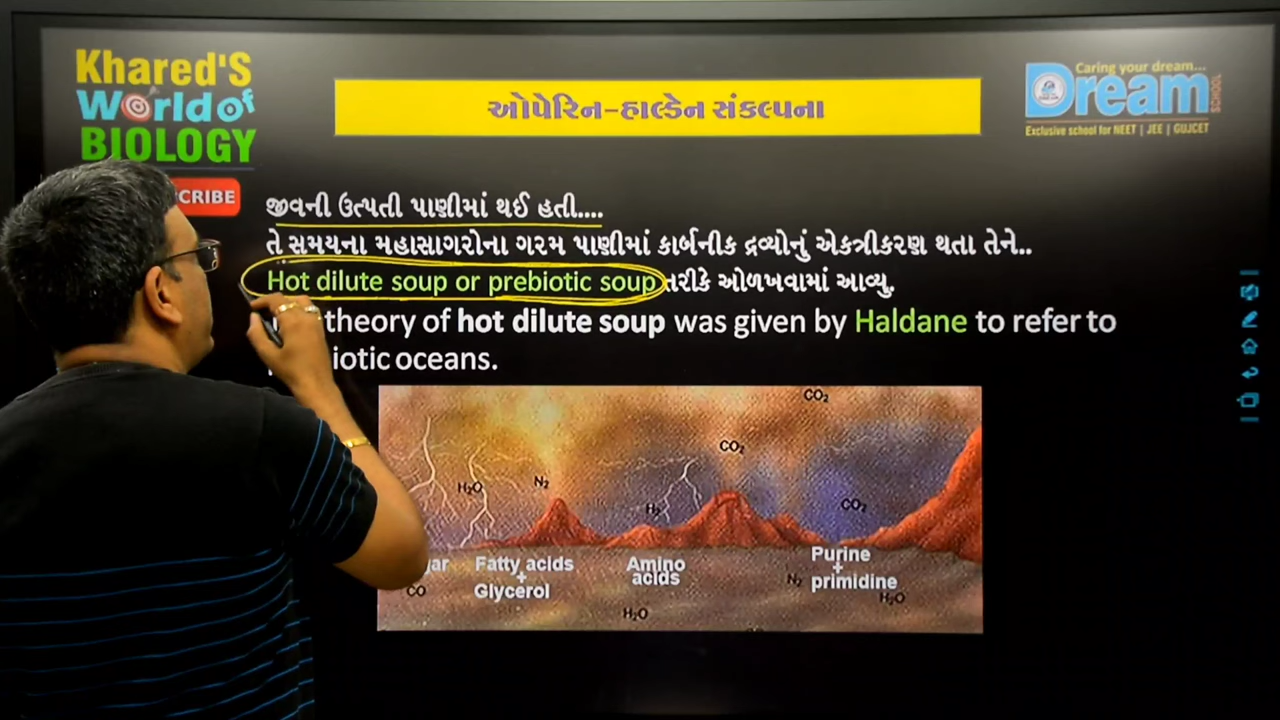 Khared'S
World of
BIOLOGY
CRIBE
ઓપેરિન-હાલ્ડેન સંકલ્પના
Caring your dream...
Dream
SCHOOL
Exclusive school for NEET | JEE | GUJCET
જીવની ઉત્પતી પાણીમાં થઈ હતી....
તે સમયના મહાસાગરોના ગરમ પાણીમાં કાર્બનીક દ્રવ્યોનું એકત્રીકરણ થતા તેને..
Hot dilute soup or prebiotic soup તરીકે ઓળખવામાં આવ્યુ.
theory of hot dilute soup was given by Haldane to refer to
iotic oceans.
CO2
CO2
H2O N2
H2 CO2
gar Fatty acids + Glycerol
Amino acids
Purine + primidine
CO N2 H2O
H2O